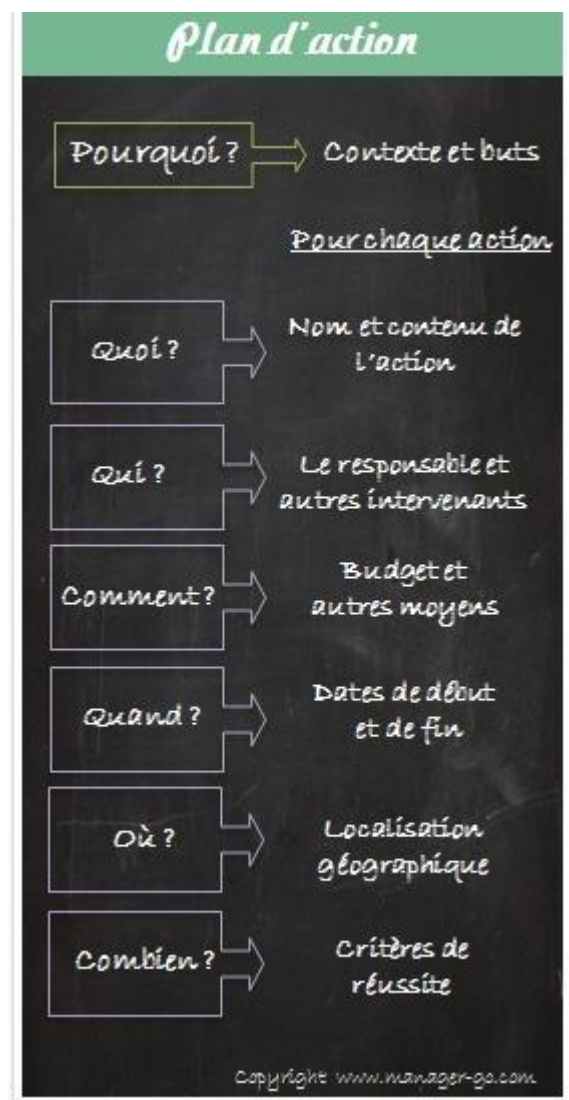 Plan d'action
Pourquoi ?
Contexte et buts
Pour chaque action
Quoi ?
Nom et contenu de
l'action
Qui ?
Le responsable et
autres intervenants
Comment ?
Budget et
autres moyens
Quand ?
Dates de début
et de fin
Où ?
Localisation
géographique
Combien ?
Critères de
réussite
Copyright www.manager-go.com